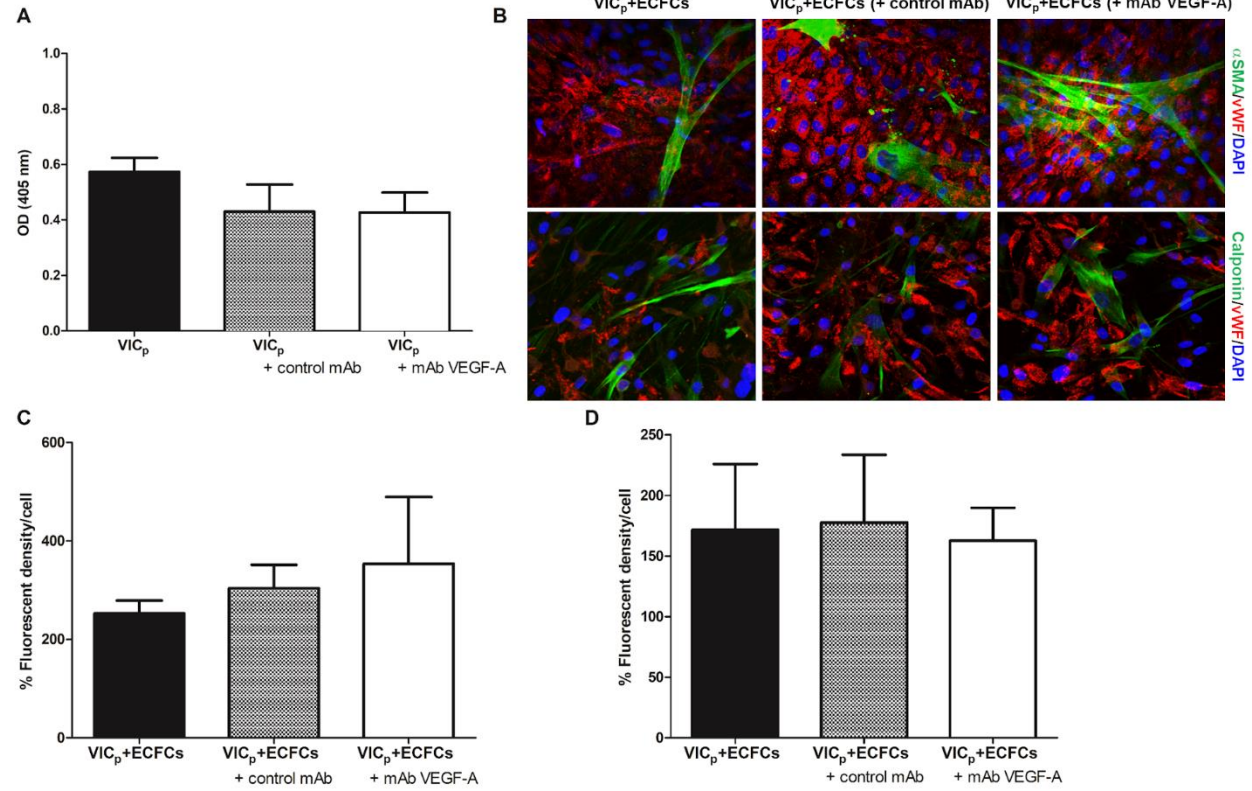 A
OD (405 nm)
1.0
0.8
0.6
0.4
0.2
0.0
VICp
VICp
+ control mAb
VICp
+ mAb VEGF-A
B
VICp+ECFCs
VICp+ECFCs (+ control mAb)
VICp+ECFCs (+ mAb VEGF-A)
αSMA/vWF/DAPI
Calponin/vWF/DAPI
C
% Fluorescent density/cell
600
400
200
0
VICp+ECFCs
VICp+ECFCs
+ control mAb
VICp+ECFCs
+ mAb VEGF-A
D
% Fluorescent density/cell
250
200
150
100
50
0
VICp+ECFCs
VICp+ECFCs
+ control mAb
VICp+ECFCs
+ mAb VEGF-A